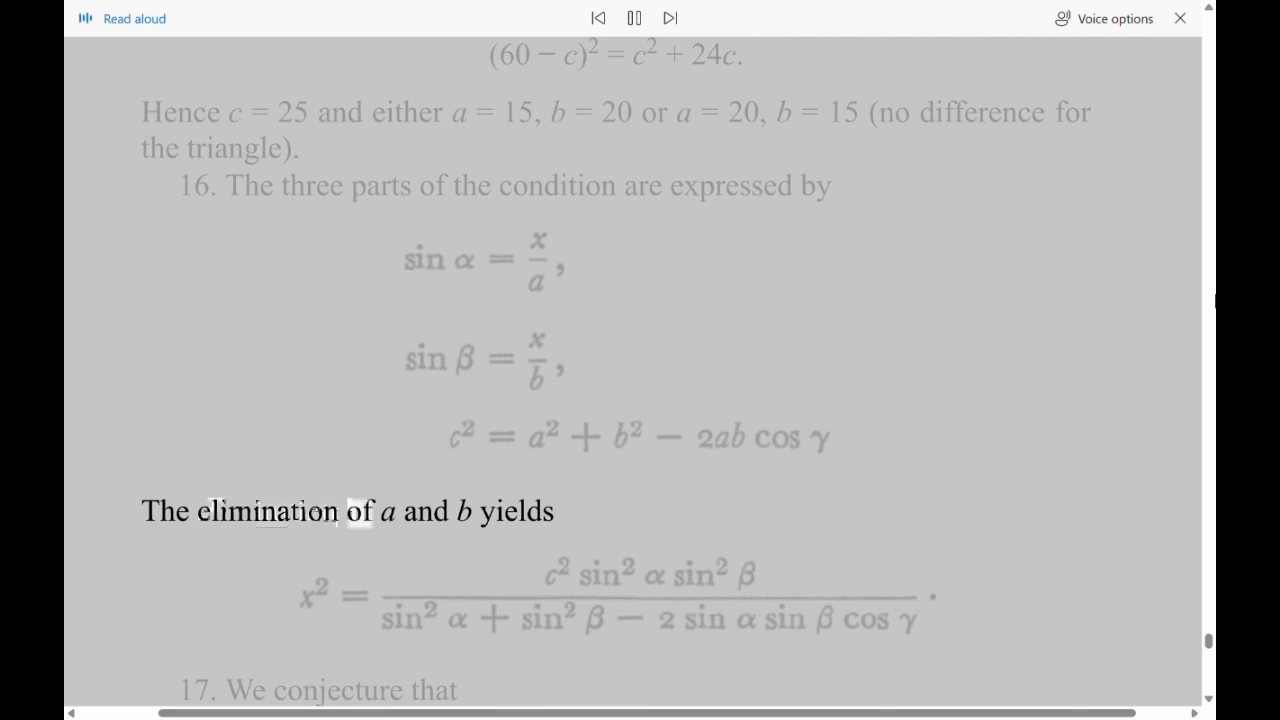 Read aloud
Voice options
(60 − c)² = c² + 24c.
Hence c = 25 and either a = 15, b = 20 or a = 20, b = 15 (no difference for
the triangle).
16. The three parts of the condition are expressed by
sin α = x/a,
sin β = x/b,
c² = a² + b² − 2ab cos γ
The elimination of a and b yields
x² = c² sin² α sin² β / sin² α + sin² β − 2 sin α sin β cos γ.
17. We conjecture that